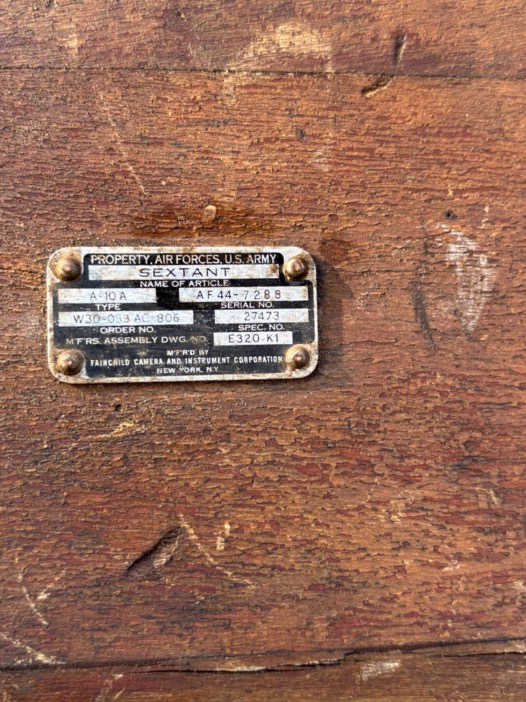 PROPERTY, AIR FORCES, U.S. ARMY
SEXTANT
NAME OF ARTICLE
A-10A AF44-7288
TYPE SERIAL NO.
W30-053 AC-806 27473
ORDER NO. SPEC. NO.
M'F'RS. ASSEMBLY DWG. NO. E320-K1
M'F'R'D BY
FAIRCHILD CAMERA AND INSTRUMENT CORPORATION
NEW YORK, N.Y.